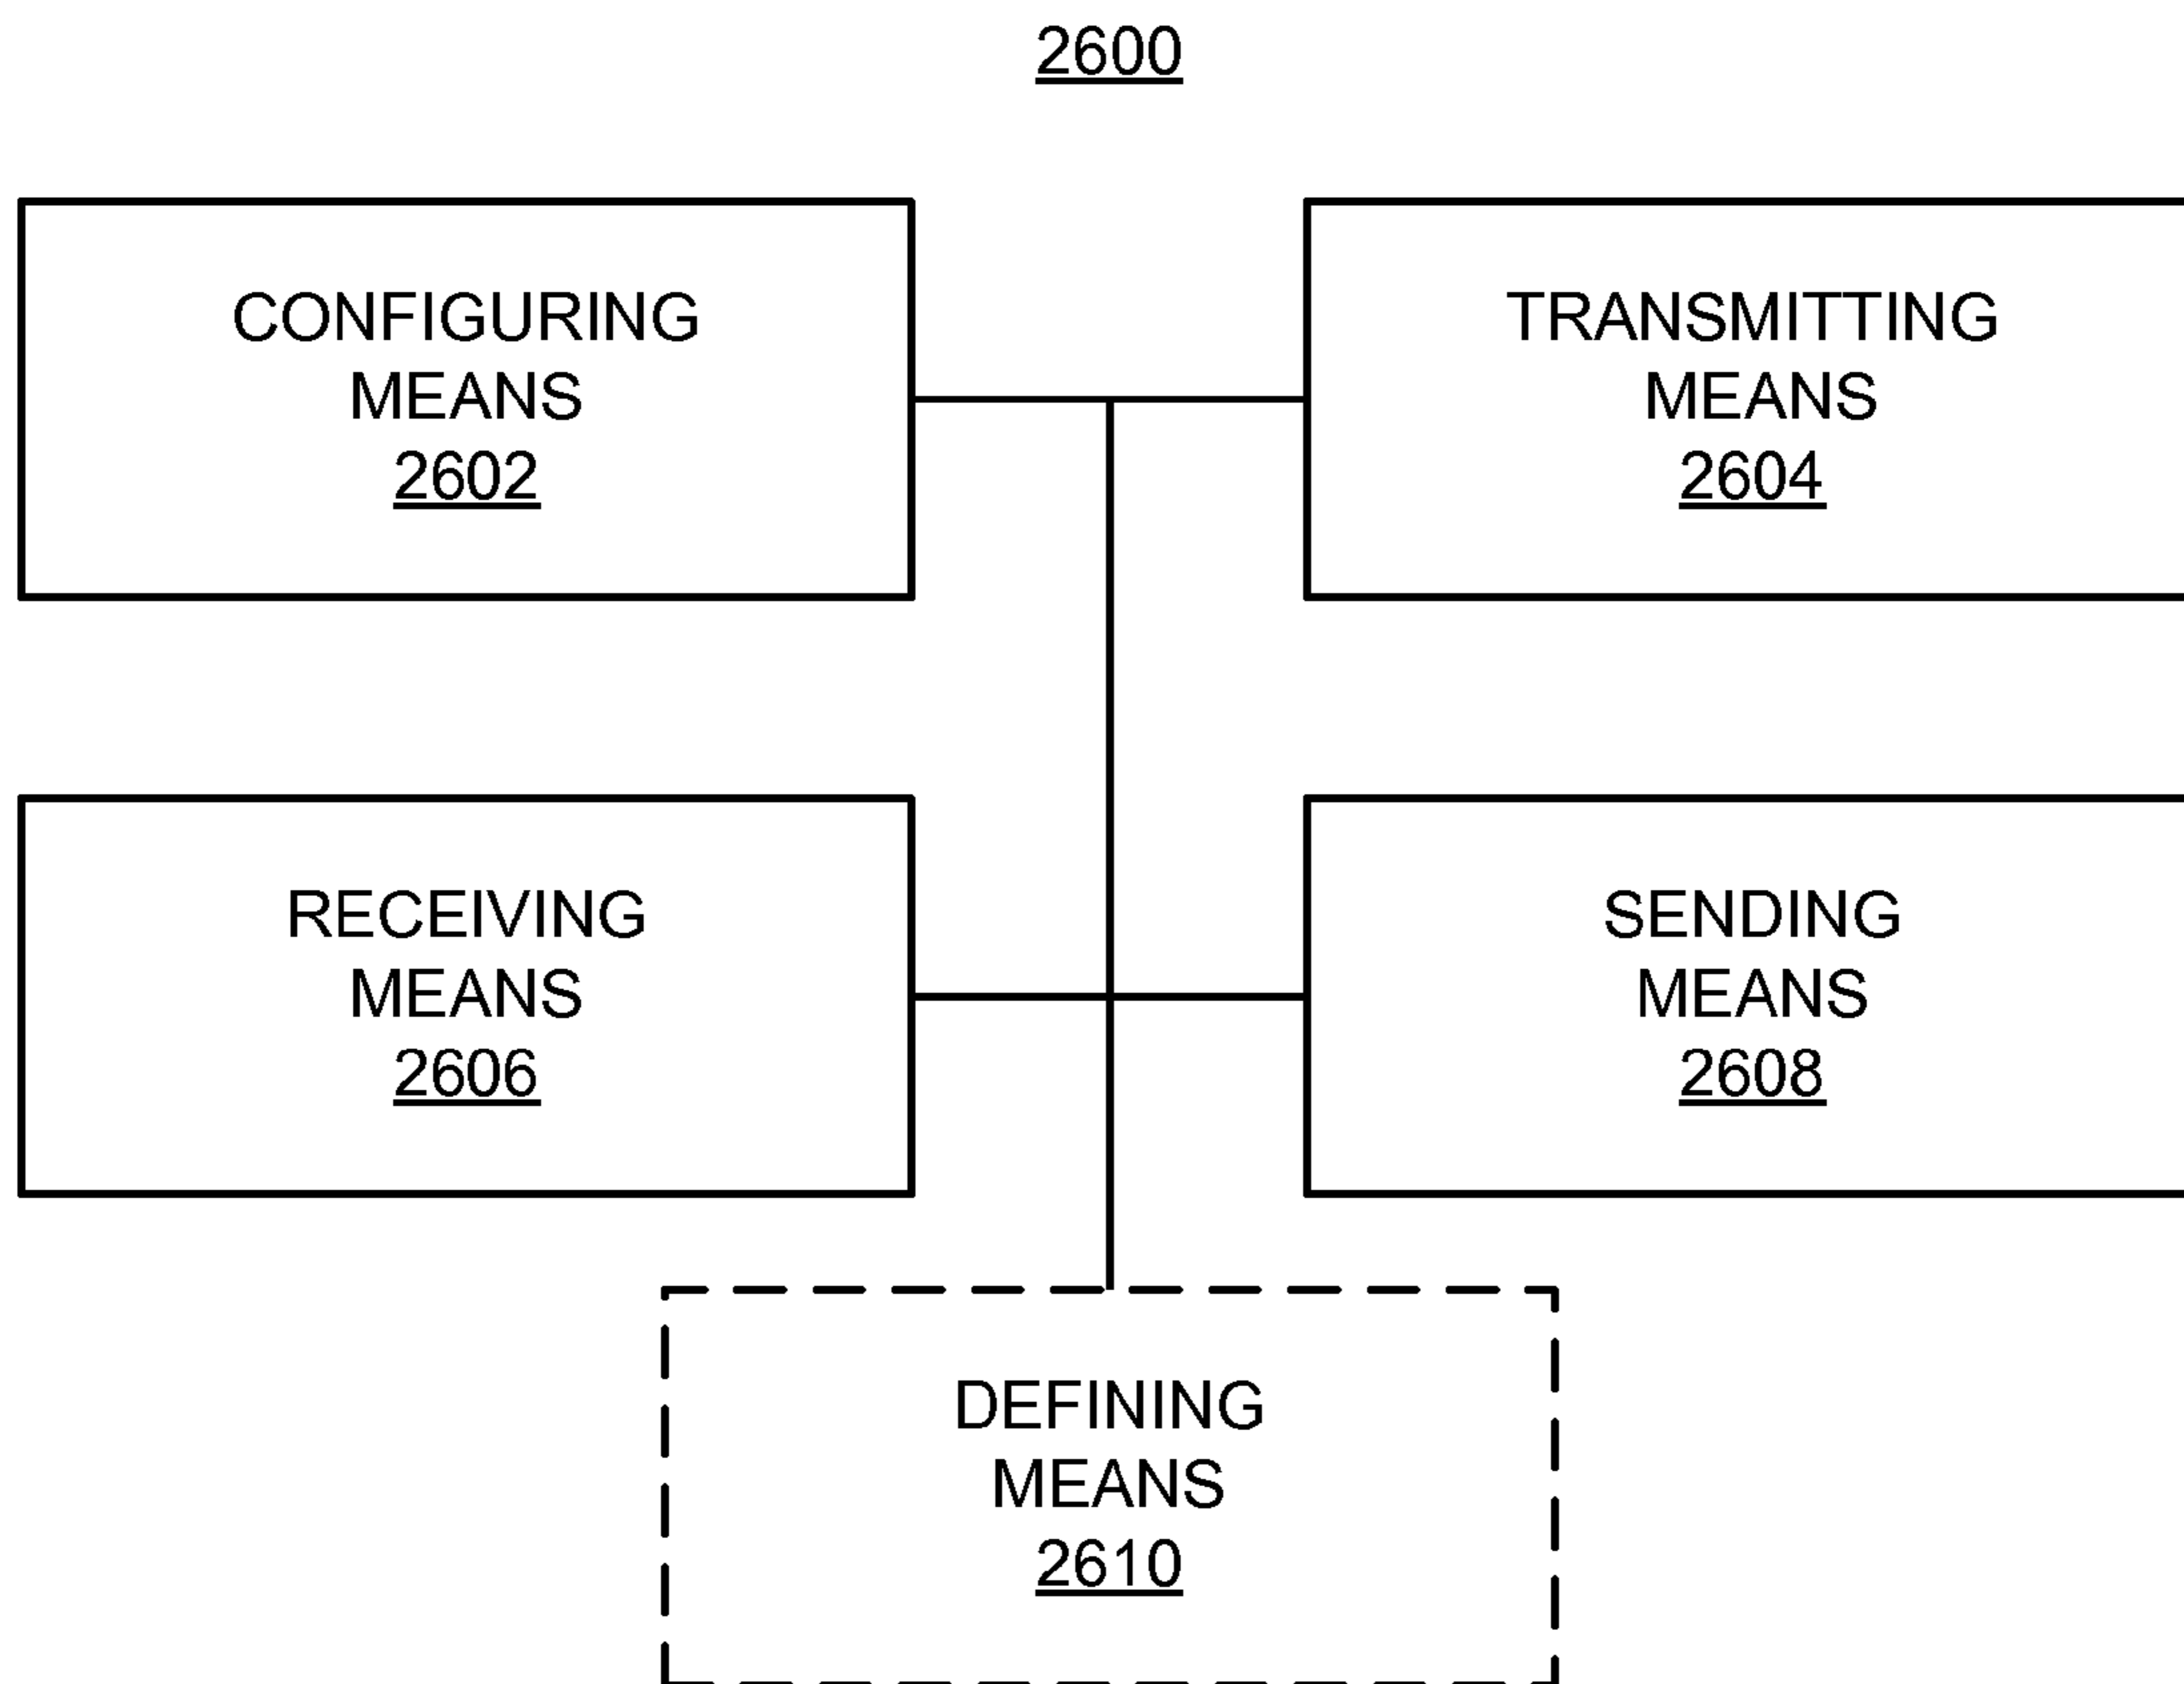 2600
CONFIGURING
MEANS
2602
TRANSMITTING
MEANS
2604
RECEIVING
MEANS
2606
SENDING
MEANS
2608
DEFINING
MEANS
2610